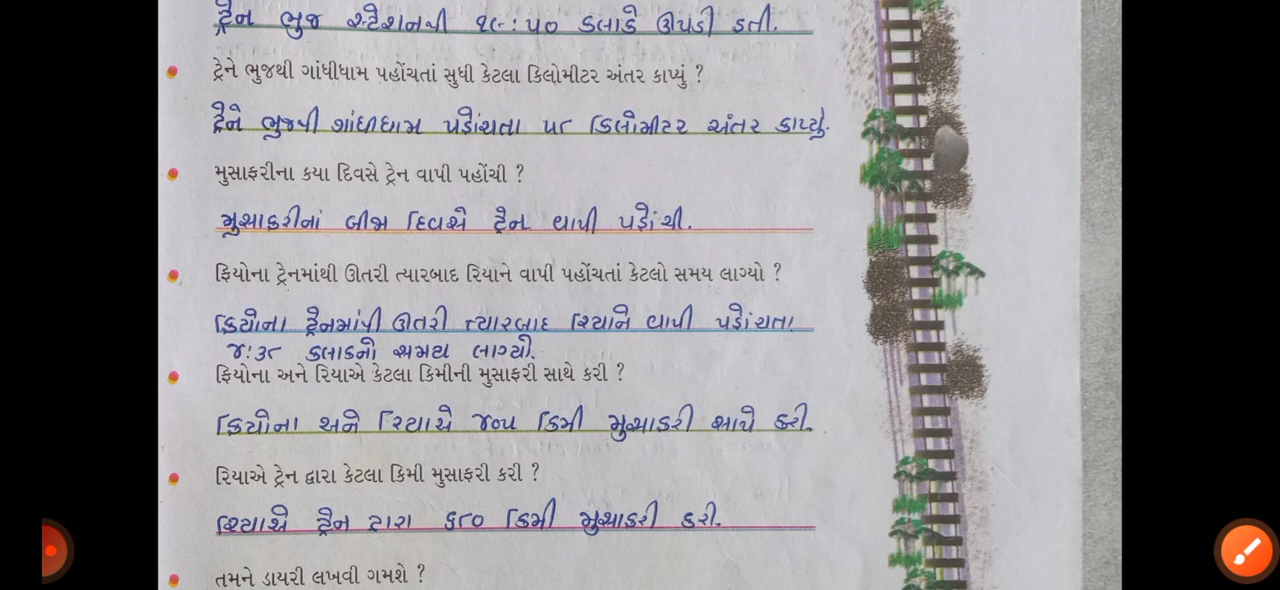 ટ્રેન ભુજ સ્ટેશનથી ૧૯:૫૦ કલાકે ઊપડી હતી.
ટ્રેને ભુજથી ગાંધીધામ પહોંચતાં સુધી કેટલા કિલોમીટર અંતર કાપ્યું ?
ટ્રેને ભુજથી ગાંધીધામ પહોંચતા ૫૮ કિલોમીટર અંતર કાપ્યું.
મુસાફરીના કયા દિવસે ટ્રેન વાપી પહોંચી ?
મુસાફરીનાં બીજા દિવસે ટ્રેન વાપી પહોંચી.
ફિયોના ટ્રેનમાંથી ઊતરી ત્યારબાદ રિયાને વાપી પહોંચતાં કેટલો સમય લાગ્યો ?
ફિયોના ટ્રેનમાંથી ઊતરી ત્યારબાદ રિયાને વાપી પહોંચતા
૪:૩૮ કલાકનો સમય લાગ્યો.
ફિયોના અને રિયાએ કેટલા કિમીની મુસાફરી સાથે કરી ?
ફિયોના અને રિયાએ ૪૦૫ કિમી મુસાફરી સાથે કરી.
રિયાએ ટ્રેન દ્વારા કેટલા કિમી મુસાફરી કરી ?
રિયાએ ટ્રેન દ્વારા ૬૮૦ કિમી મુસાફરી કરી.
તમને ડાયરી લખવી ગમશે ?